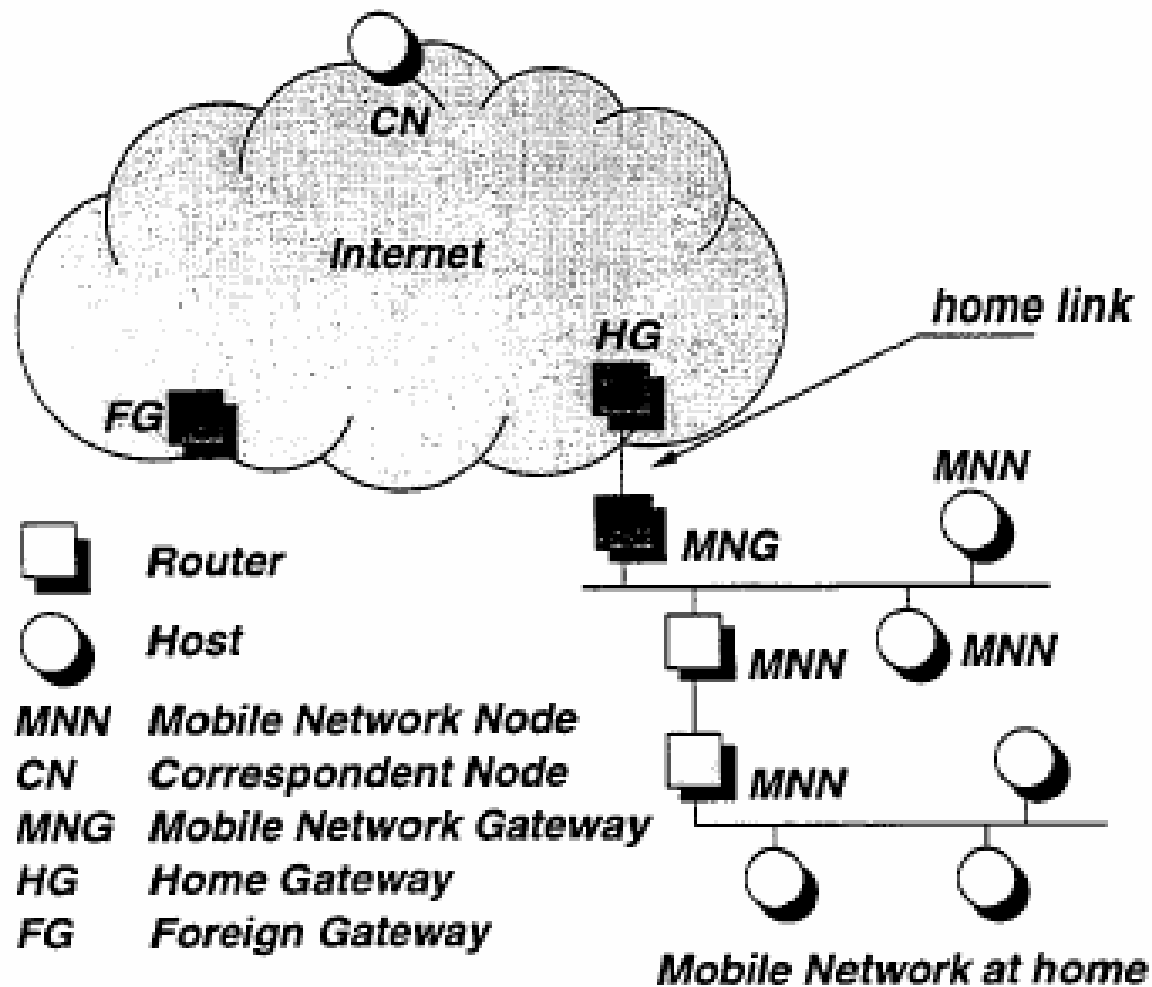 CN
Internet
home link
HG
FG
MNN
MNG
Router
Host
MNN
MNN
MNN Mobile Network Node
CN Correspondent Node
MNN
MNG Mobile Network Gateway
HG Home Gateway
FG Foreign Gateway
Mobile Network at home